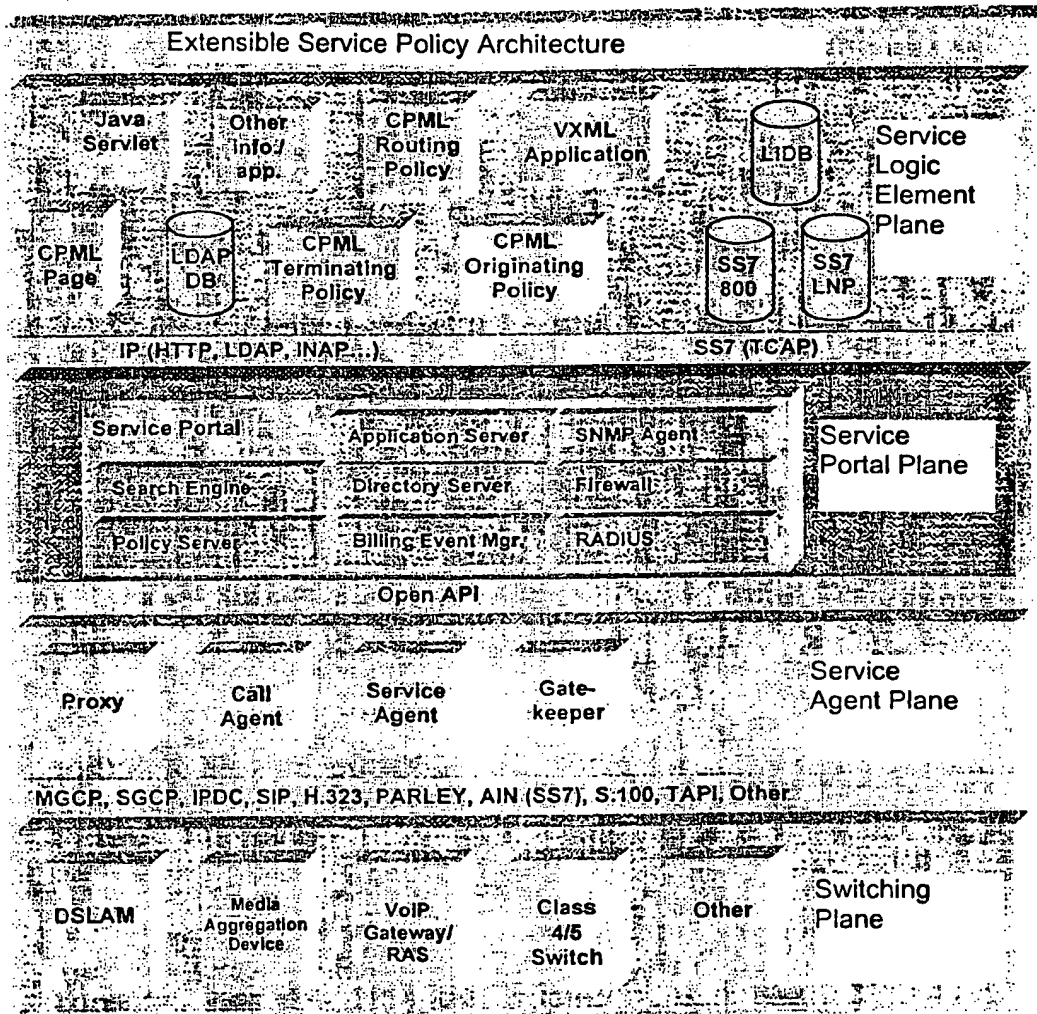 Extensible Service Policy Architecture
Java
Servlet
Other
info./
app.
CPML
Routing
Policy
VXML
Application
LIDB
Service
Logic
Element
Plane
CPML
Page
LDAP
DB
CPML
Terminating
Policy
CPML
Originating
Policy
SS7
800
SS7
LNP
IP (HTTP, LDAP, INAP...)
SS7 (TCAP)
Service Portal
Application Server
SNMP Agent
Service
Portal Plane
Search Engine
Directory Server
Firewall
Policy Server
Billing Event Mgr.
RADIUS
Open API
Proxy
Call
Agent
Service
Agent
Gate-
keeper
Service
Agent Plane
MGCP, SGCP, IPDC, SIP, H.323, PARLEY, AIN (SS7), S.100, TAPI, Other
DSLAM
Media
Aggregation
Device
VoIP
Gateway/
RAS
Class
4/5
Switch
Other
Switching
Plane